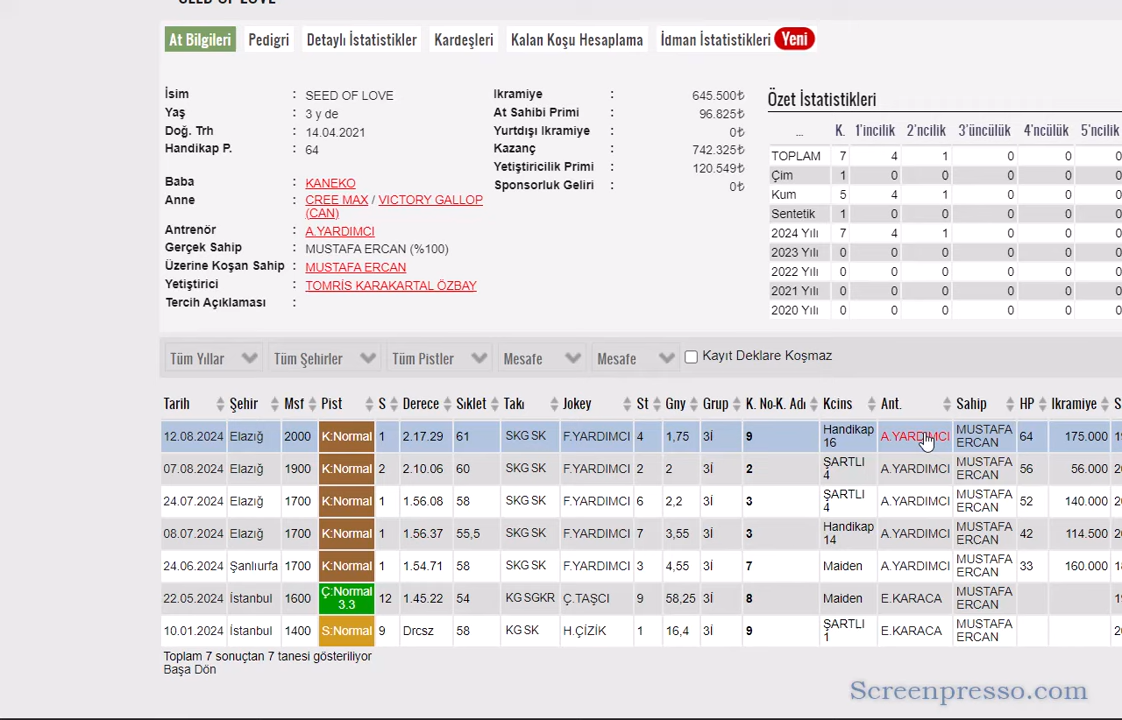 SEED OF LOVE
At Bilgileri Pedigri Detaylı İstatistikler Kardeşleri Kalan Koşu Hesaplama İdman İstatistikleri Yeni
İsim : SEED OF LOVE
Yaş : 3 y de
Doğ. Trh : 14.04.2021
Handikap P. : 64
Baba : KANEKO
Anne : CREE MAX / VICTORY GALLOP (CAN)
Antrenör : A.YARDIMCI
Gerçek Sahip : MUSTAFA ERCAN (%100)
Üzerine Koşan Sahip : MUSTAFA ERCAN
Yetiştirici : TOMRİS KARAKARTAL ÖZBAY
Tercih Açıklaması :
Ikramiye : 645.500₺
At Sahibi Primi : 96.825₺
Yurtdışı Ikramiye : 0₺
Kazanç : 742.325₺
Yetiştiricilik Primi : 120.549₺
Sponsorluk Geliri : 0₺
Özet İstatistikleri
... K. 1'incilik 2'ncilik 3'üncülük 4'ncülük 5'ncilik
TOPLAM 7 4 1 0 0 0
Çim 1 0 0 0 0 0
Kum 5 4 1 0 0 0
Sentetik 1 0 0 0 0 0
2024 Yılı 7 4 1 0 0 0
2023 Yılı 0 0 0 0 0 0
2022 Yılı 0 0 0 0 0 0
2021 Yılı 0 0 0 0 0 0
2020 Yılı 0 0 0 0 0 0
Tüm Yıllar Tüm Şehirler Tüm Pistler Mesafe Mesafe Kayıt Deklare Koşmaz
Tarih Şehir Msf Pist S Derece Sıklet Takı Jokey St Gny Grup K. No-K. Adı Kcins Ant. Sahip HP Ikramiye S
12.08.2024 Elazığ 2000 K:Normal 1 2.17.29 61 SKG SK F.YARDIMCI 4 1,75 3İ 9 Handikap 16 A.YARDIMCI MUSTAFA ERCAN 64 175.000
07.08.2024 Elazığ 1900 K:Normal 2 2.10.06 60 SKG SK F.YARDIMCI 2 2 3İ 2 ŞARTLI 4 A.YARDIMCI MUSTAFA ERCAN 56 56.000
24.07.2024 Elazığ 1700 K:Normal 1 1.56.08 58 SKG SK F.YARDIMCI 6 2,2 3İ 3 ŞARTLI 4 A.YARDIMCI MUSTAFA ERCAN 52 140.000
08.07.2024 Elazığ 1700 K:Normal 1 1.56.37 55,5 SKG SK F.YARDIMCI 7 3,55 3İ 3 Handikap 14 A.YARDIMCI MUSTAFA ERCAN 42 114.500
24.06.2024 Şanlıurfa 1700 K:Normal 1 1.54.71 58 SKG SK F.YARDIMCI 3 4,55 3İ 7 Maiden A.YARDIMCI MUSTAFA ERCAN 33 160.000
22.05.2024 İstanbul 1600 Ç:Normal 3.3 12 1.45.22 54 KG SGKR Ç.TAŞCI 9 58,25 3İ 8 Maiden E.KARACA MUSTAFA ERCAN
10.01.2024 İstanbul 1400 S:Normal 9 Drcsz 58 KG SK H.ÇİZİK 1 16,4 3İ 9 ŞARTLI 1 E.KARACA MUSTAFA ERCAN
Toplam 7 sonuçtan 7 tanesi gösteriliyor
Başa Dön
Screenpresso.com